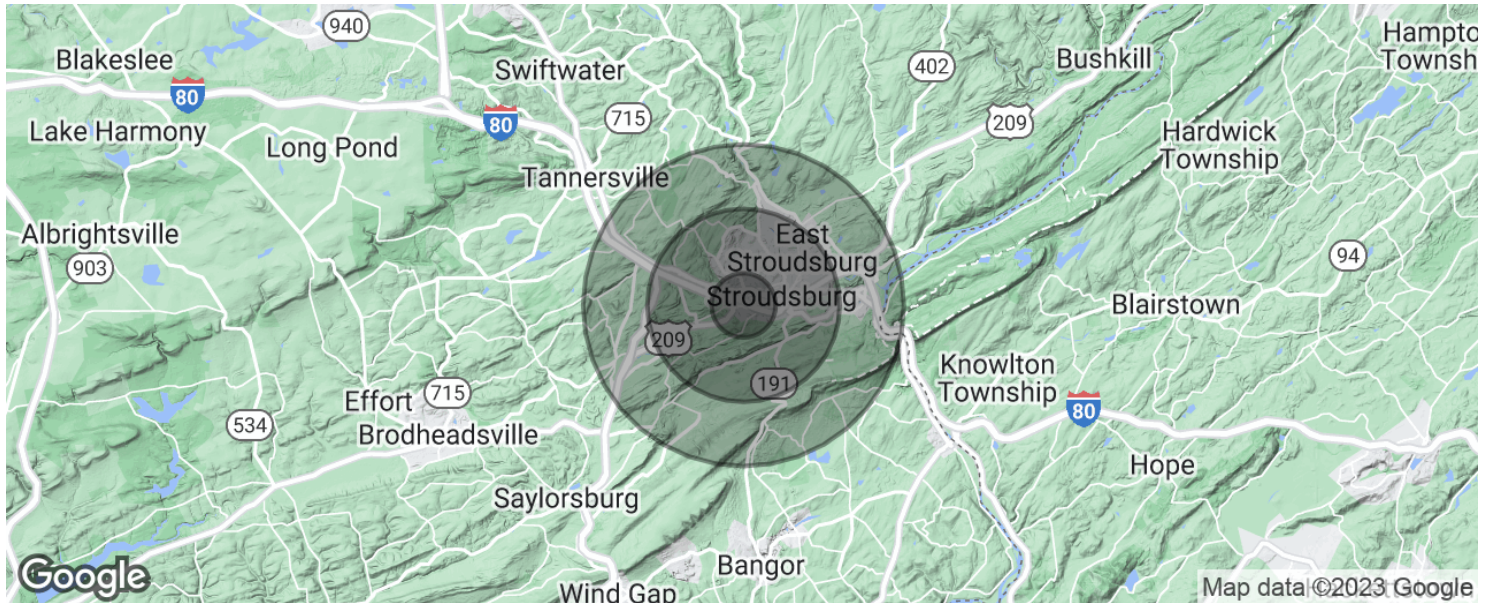 940
Blakeslee
Swiftwater
402
Bushkill
Hampto
Townsh
80
80
715
209
Lake Harmony
Long Pond
Hardwick
Township
Tannersville
Albrightsville
903
East
Stroudsburg
94
Stroudsburg
Blairstown
209
191
Knowlton
Township
715
Effort
80
534
Brodheadsville
Hope
Saylorsburg
Bangor
Google
Wind Gap
Map data ©2023 Google